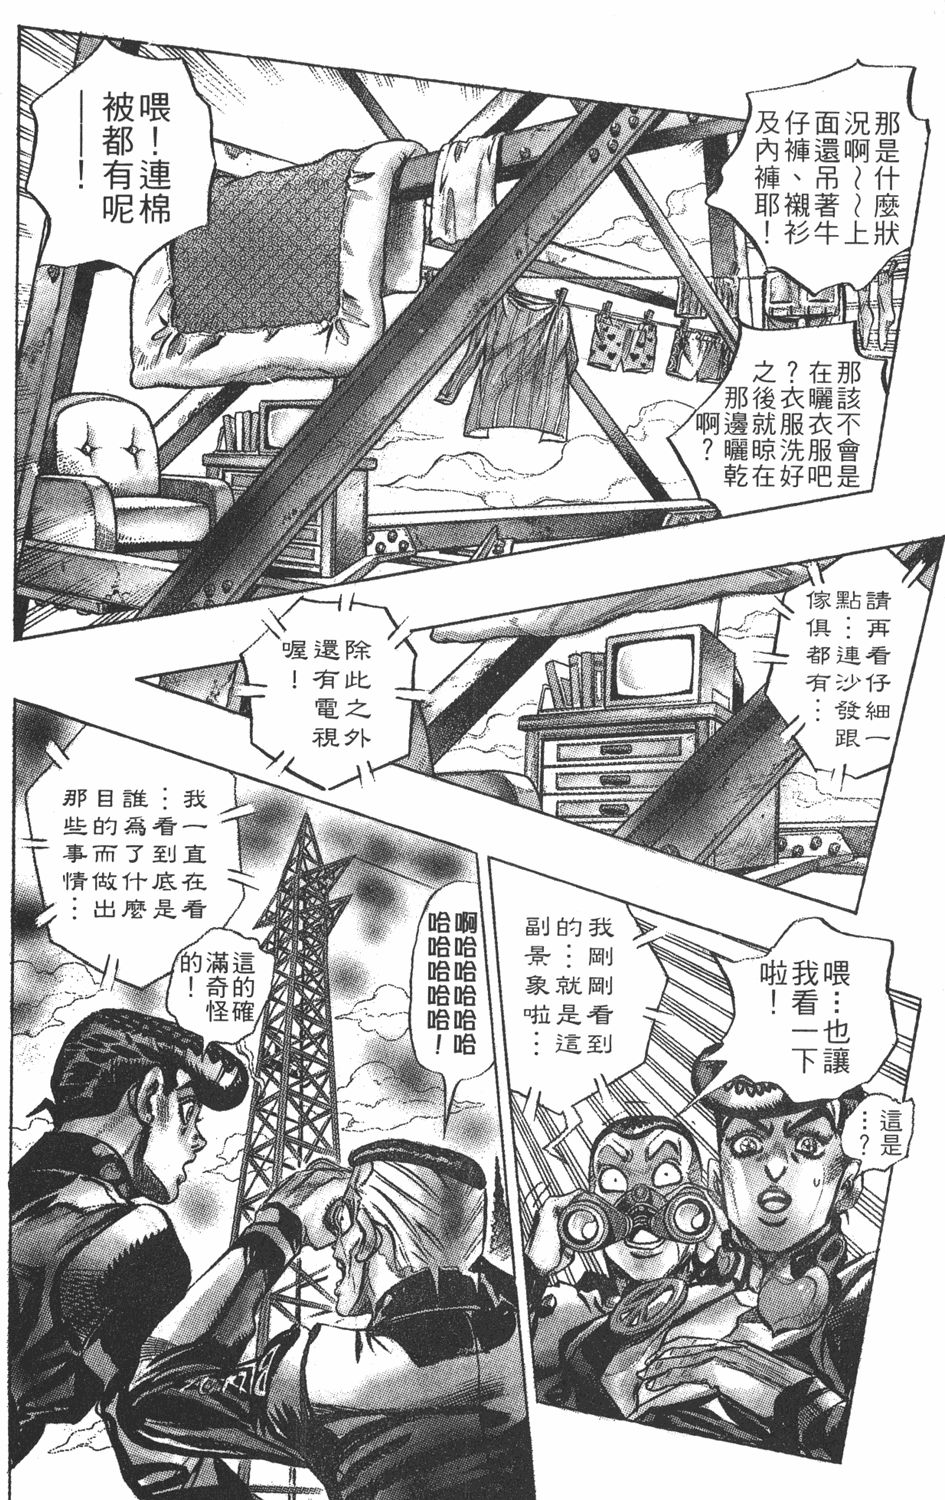 那是什麼狀
況啊～～上
面還吊著牛
仔褲、襯衫
及內褲耶！
喂！連棉
被都有呢
——！
那該不會是
在曬衣服吧
？衣服洗好
之後就晾在
那邊曬乾
啊？
請再看仔細一
點…連沙發跟
傢俱都有…
除此之外
還有電視
喔！
喂…也讓
我看一下
啦！
這是
…？
我剛剛看到
的…就是這
副景象啦…
啊哈哈哈哈哈
哈哈哈哈哈！
我一直在看
…看到底是
誰為了什麼
目的而做出
那些事情…
這的確
滿奇怪
的！